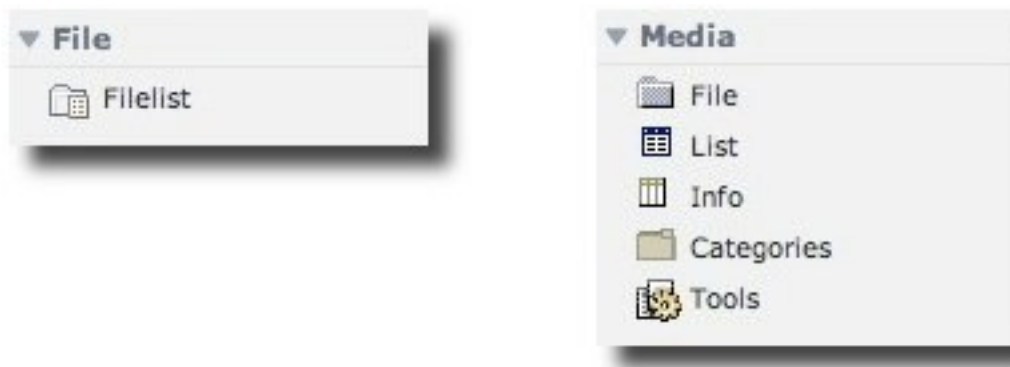 File
Filelist
Media
File
List
Info
Categories
Tools